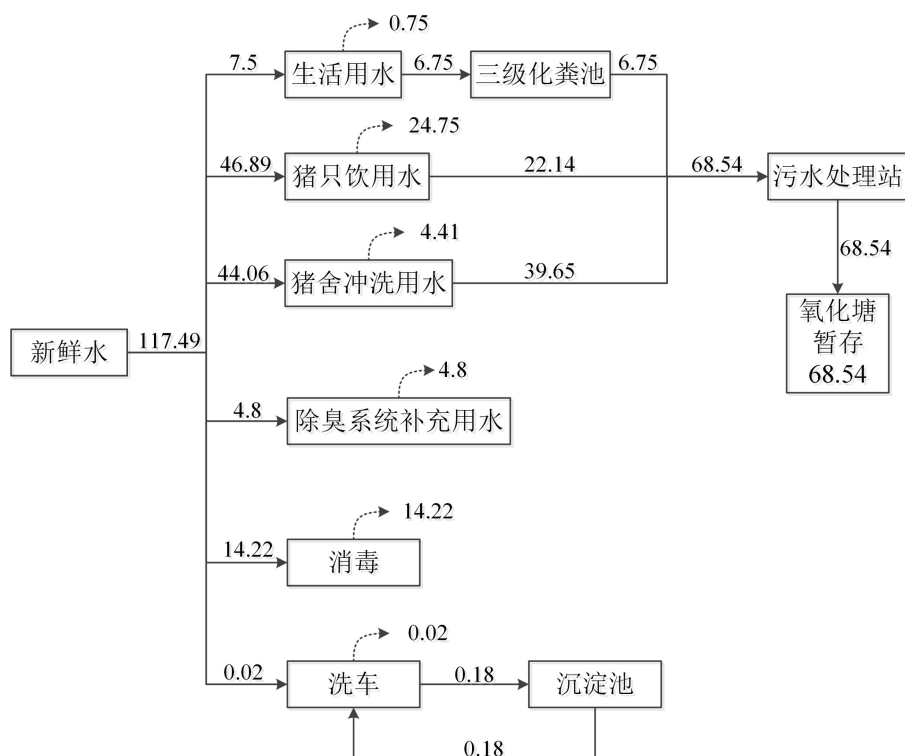 0.75
7.5
生活用水
6.75
三级化粪池
6.75
24.75
46.89
猪只饮用水
22.14
68.54
污水处理站
4.41
44.06
猪舍冲洗用水
39.65
68.54
氧化塘
暂存
68.54
新鲜水
117.49
4.8
4.8
除臭系统补充用水
14.22
14.22
消毒
0.02
0.02
洗车
0.18
沉淀池
0.18